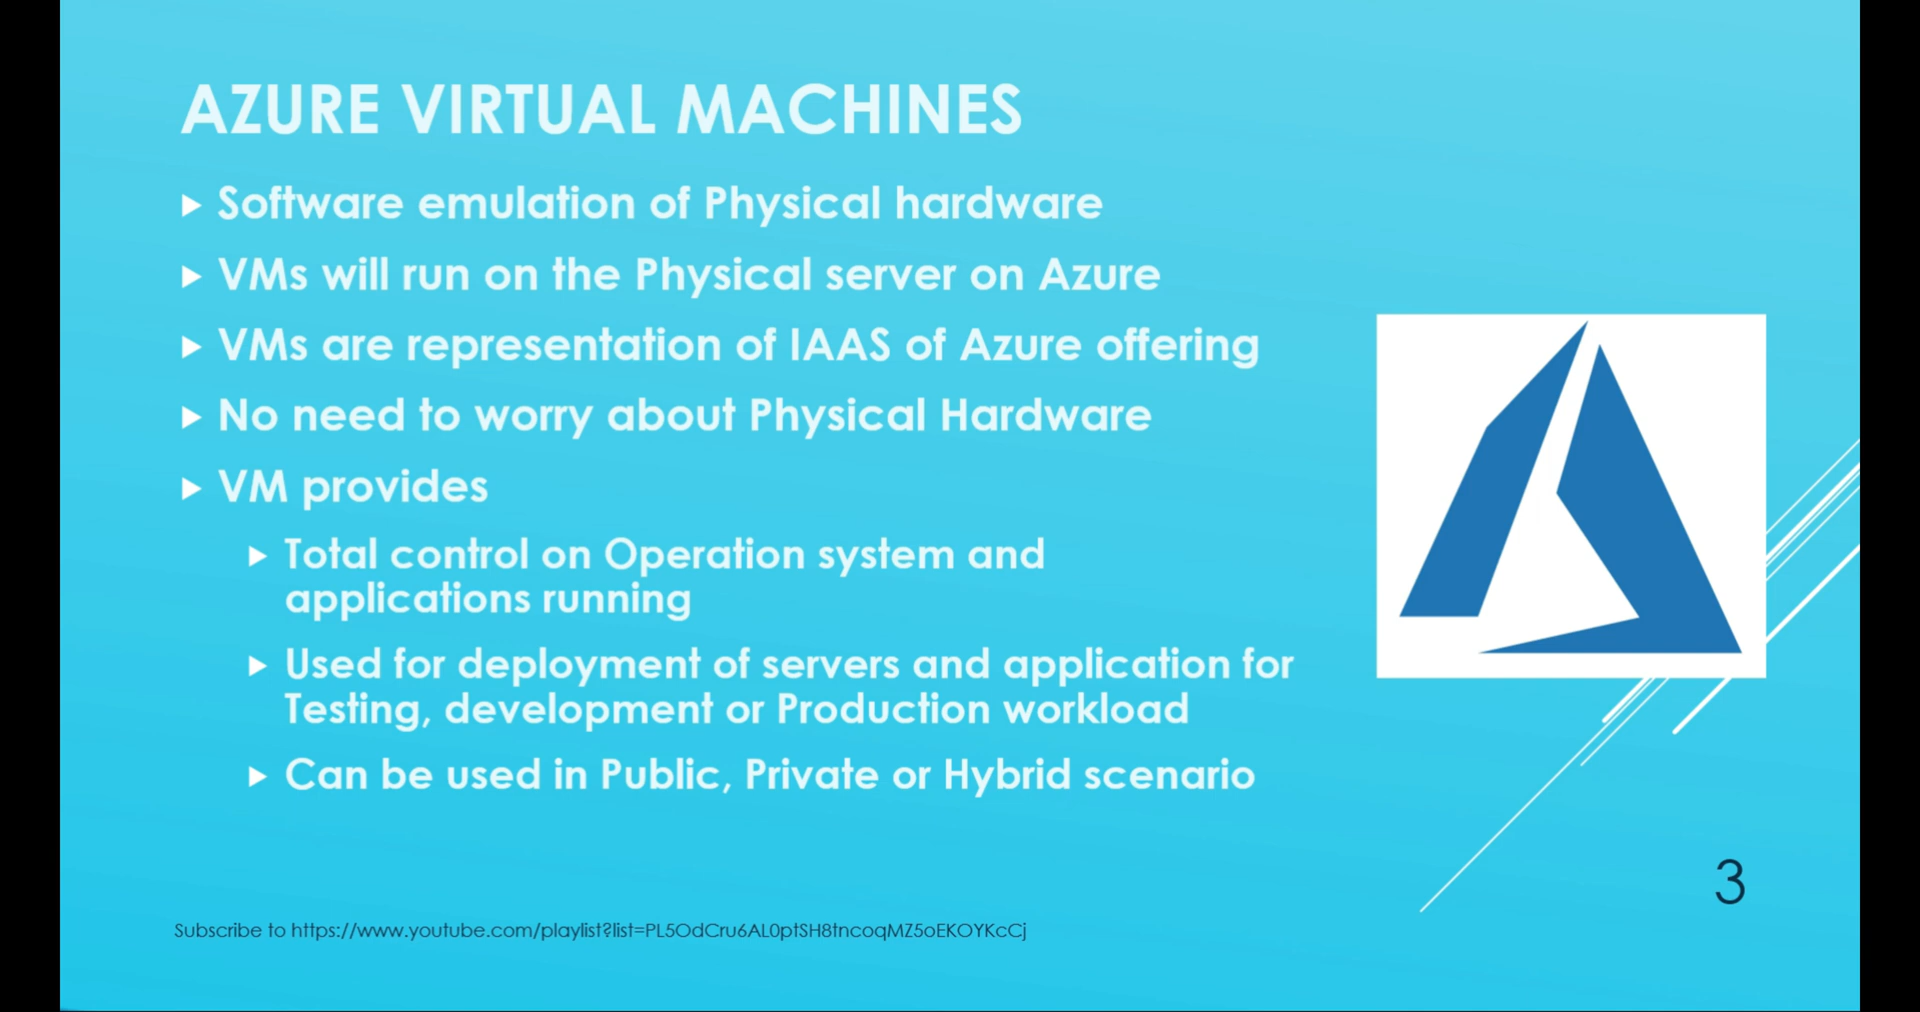 AZURE VIRTUAL MACHINES
Software emulation of Physical hardware
VMs will run on the Physical server on Azure
VMs are representation of IAAS of Azure offering
No need to worry about Physical Hardware
VM provides
Total control on Operation system and
applications running
Used for deployment of servers and application for
Testing, development or Production workload
Can be used in Public, Private or Hybrid scenario
3
Subscribe to https://www.youtube.com/playlist?list=PL5OdCru6AL0ptSH8tncoqMZ5oEKOYKcCj